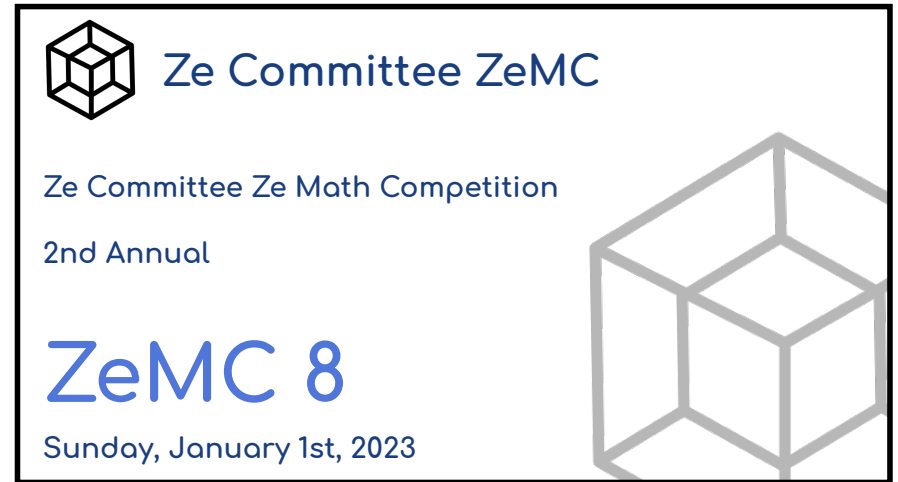 Ze Committee ZeMC
Ze Committee Ze Math Competition
2nd Annual
ZeMC 8
Sunday, January 1st, 2023